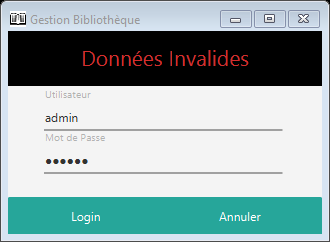 Gestion Bibliothèque
Données Invalides
Utilisateur
admin
Mot de Passe
●●●●●●
Login Annuler